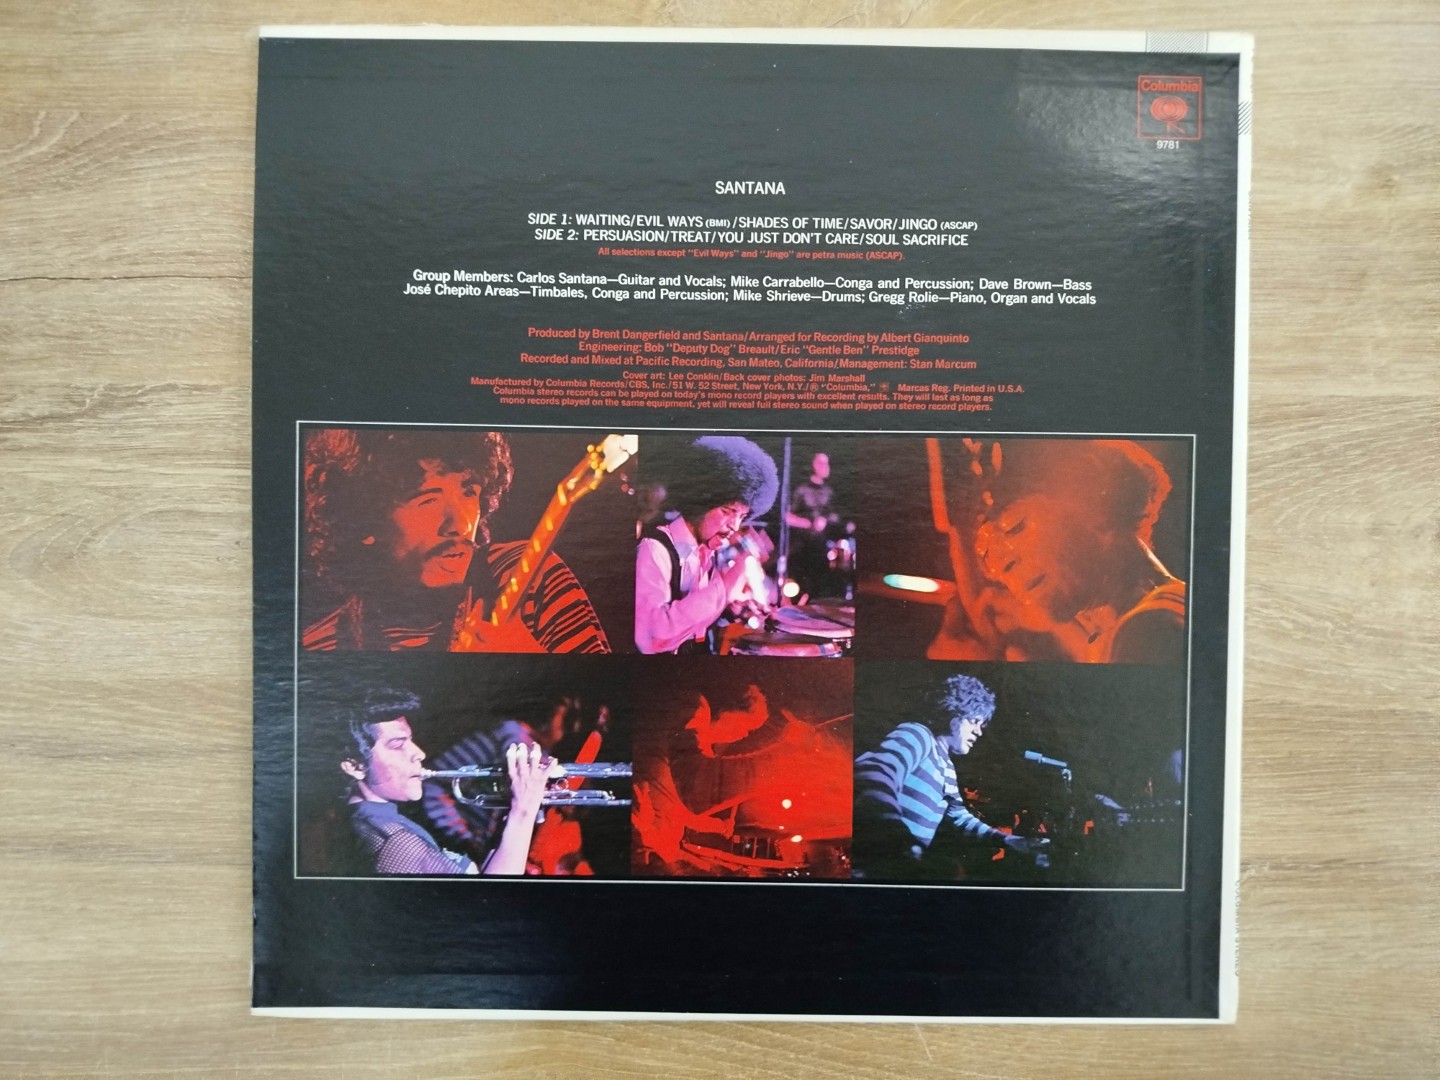 Columbia
9781
SANTANA
SIDE 1: WAITING/EVIL WAYS (BMI) /SHADES OF TIME/SAVOR/JINGO (ASCAP)
SIDE 2: PERSUASION/TREAT/YOU JUST DON'T CARE/SOUL SACRIFICE
All selections except "Evil Ways" and "Jingo" are petra music (ASCAP).
Group Members: Carlos Santana—Guitar and Vocals; Mike Carrabello—Conga and Percussion; Dave Brown—Bass
José Chepito Areas—Timbales, Conga and Percussion; Mike Shrieve—Drums; Gregg Rolie—Piano, Organ and Vocals
Produced by Brent Dangerfield and Santana/Arranged for Recording by Albert Gianquinto
Engineering: Bob "Deputy Dog" Breault/Eric "Gentle Ben" Prestidge
Recorded and Mixed at Pacific Recording, San Mateo, California/Management: Stan Marcum
Cover art: Lee Conklin/Back cover photos: Jim Marshall
Manufactured by Columbia Records/CBS, Inc./51 W. 52 Street, New York, N.Y./® "Columbia," Marcas Reg. Printed in U.S.A.
Columbia stereo records can be played on today's mono record players with excellent results. They will last as long as
mono records played on the same equipment, yet will reveal full stereo sound when played on stereo record players.